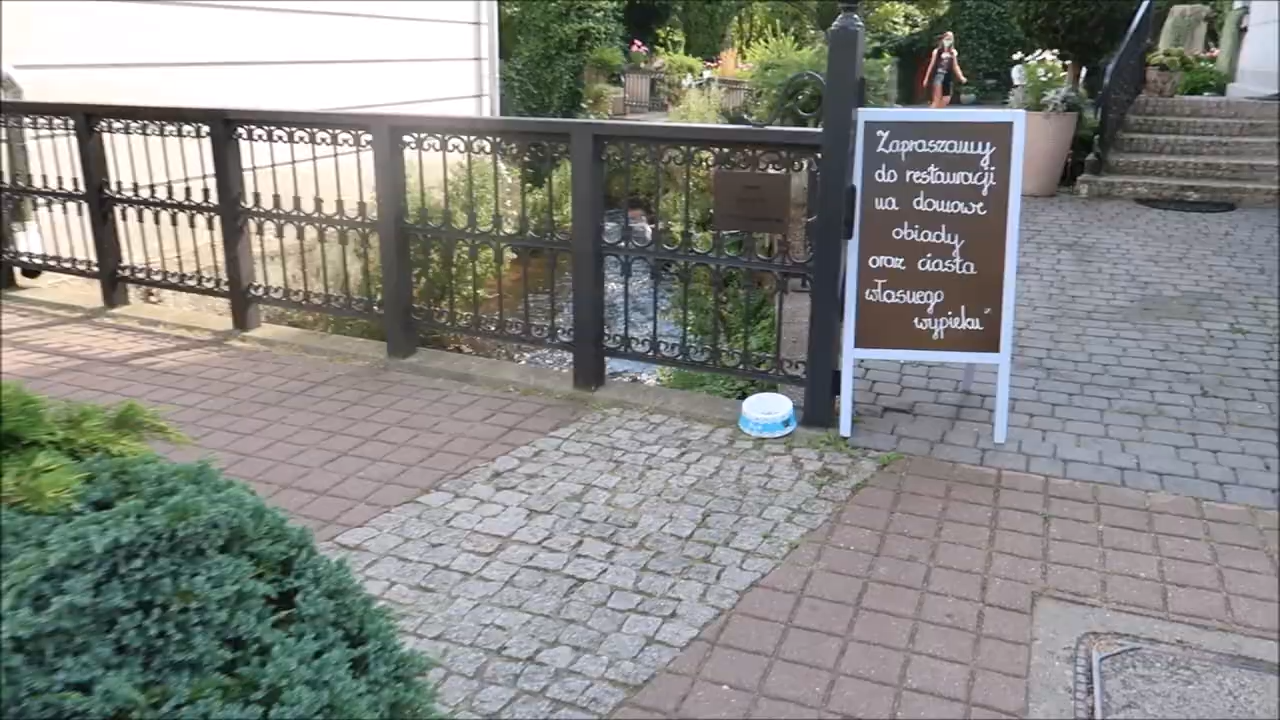 Zapraszamy
do restauracji
na domowe
obiady
oraz ciasta
własnego
wypieku"